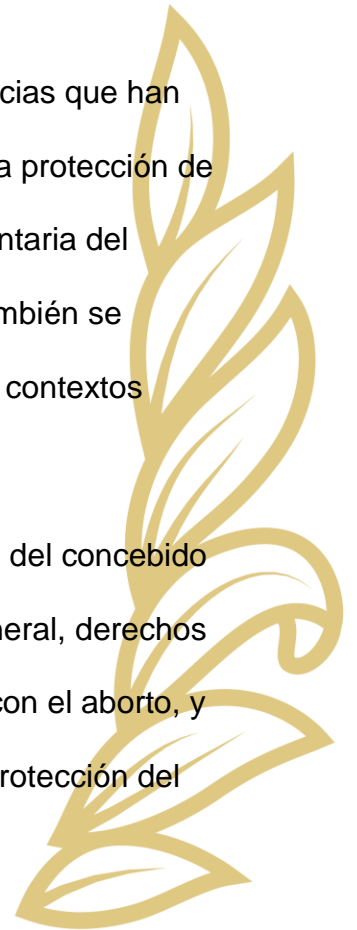 cias que han
a protección de
ntaria del
mbién se
contextos
del concebido
neral, derechos
con el aborto, y
rotección del